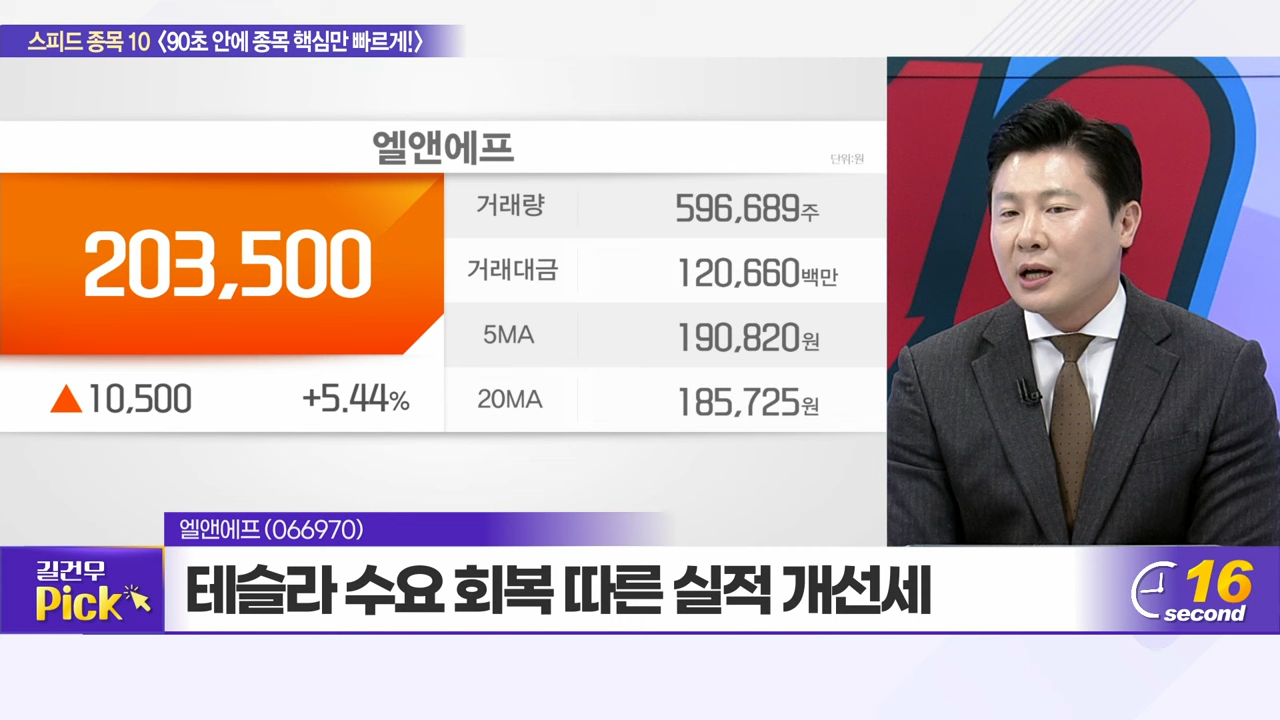 스피드 종목 10 <90초 안에 종목 핵심만 빠르게!>
엘앤에프
단위:원
203,500
▲10,500 +5.44%
거래량 596,689주
거래대금 120,660백만
5MA 190,820원
20MA 185,725원
엘앤에프 (066970)
길건무
Pick
테슬라 수요 회복 따른 실적 개선세
16
second